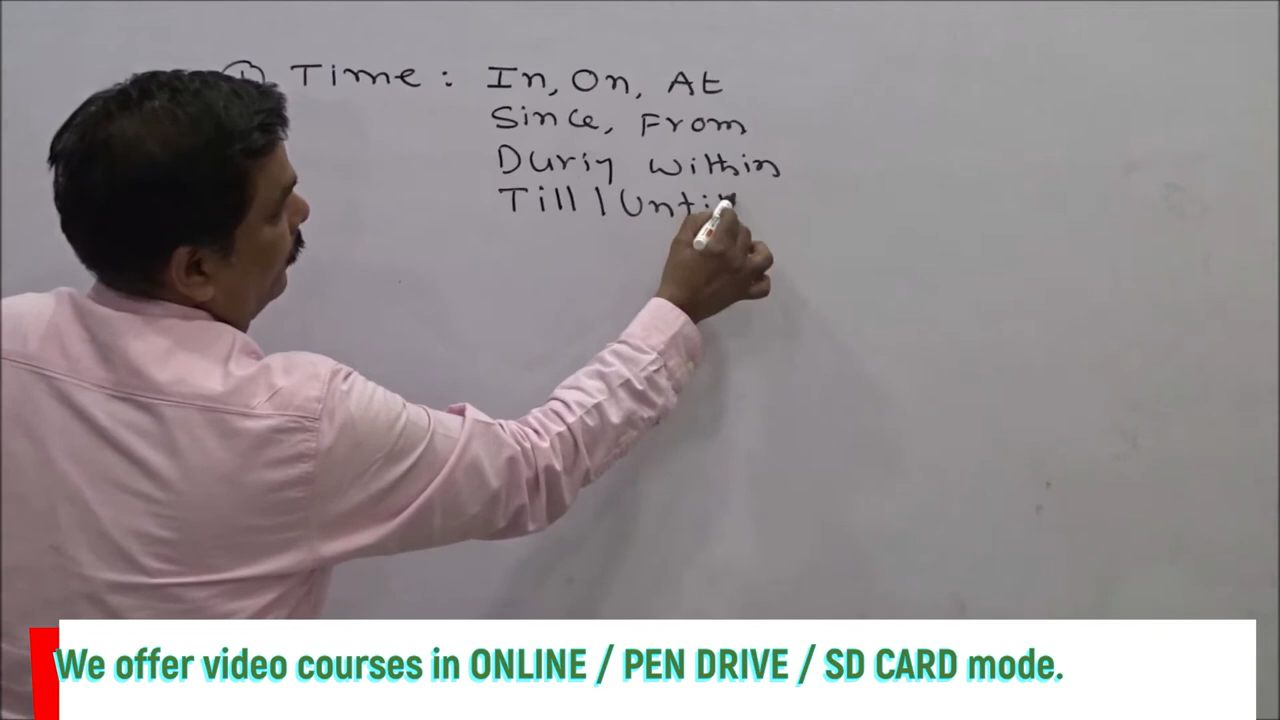 ① Time : In, On, At
Since, From
During within
Till / Until
We offer video courses in ONLINE / PEN DRIVE / SD CARD mode.